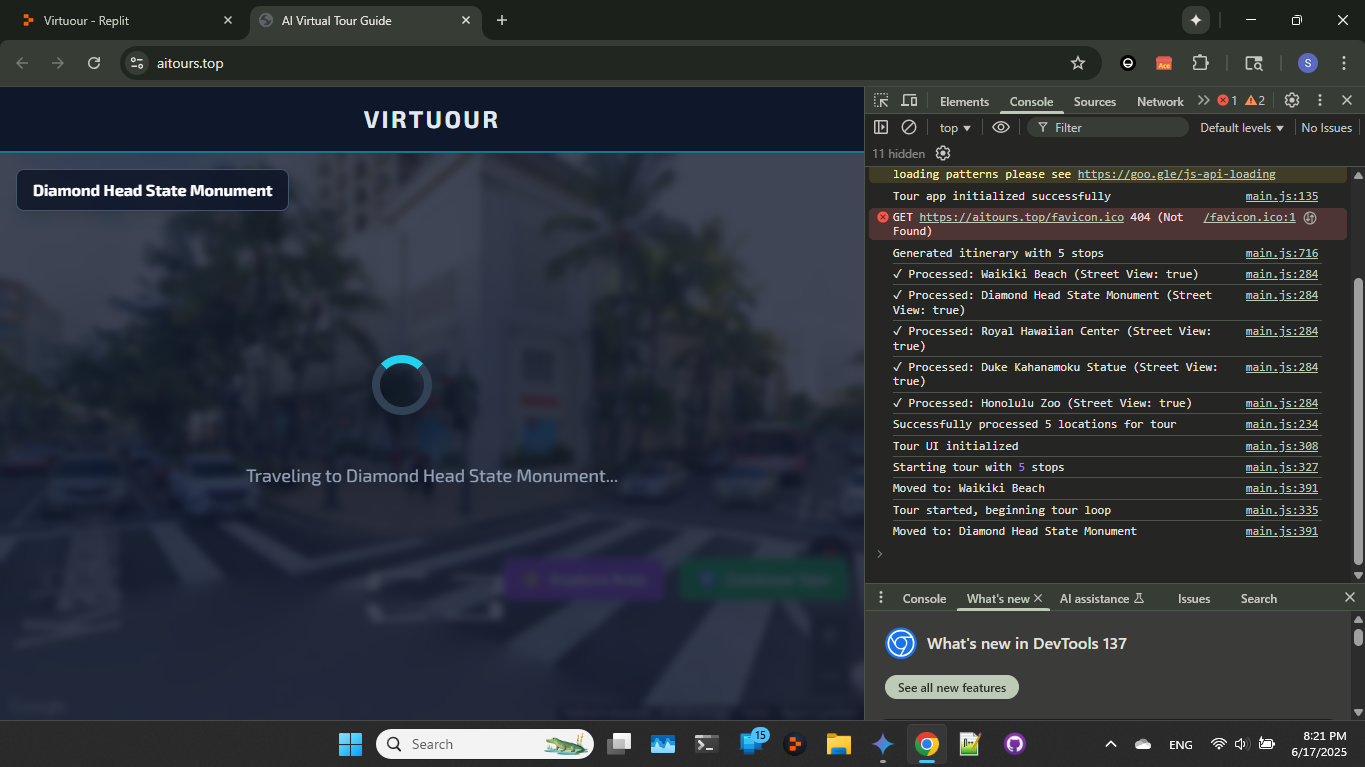 Virtuour - Replit
AI Virtual Tour Guide
aitours.top
Ace
S
VIRTUOUR
Diamond Head State Monument
Traveling to Diamond Head State Monument...
Elements
Console
Sources
Network
1
2
top
Filter
Default levels
No Issues
11 hidden
loading patterns please see https://goo.gle/js-api-loading
Tour app initialized successfully main.js:135
GET https://aitours.top/favicon.ico 404 (Not /favicon.ico:1
Found)
Generated itinerary with 5 stops main.js:716
✓ Processed: Waikiki Beach (Street View: true) main.js:284
✓ Processed: Diamond Head State Monument (Street main.js:284
View: true)
✓ Processed: Royal Hawaiian Center (Street View: main.js:284
true)
✓ Processed: Duke Kahanamoku Statue (Street View: main.js:284
true)
✓ Processed: Honolulu Zoo (Street View: true) main.js:284
Successfully processed 5 locations for tour main.js:234
Tour UI initialized main.js:308
Starting tour with 5 stops main.js:327
Moved to: Waikiki Beach main.js:391
Tour started, beginning tour loop main.js:335
Moved to: Diamond Head State Monument main.js:391
Console
What's new
AI assistance
Issues
Search
What's new in DevTools 137
See all new features
Search
15
ENG
8:21 PM
6/17/2025